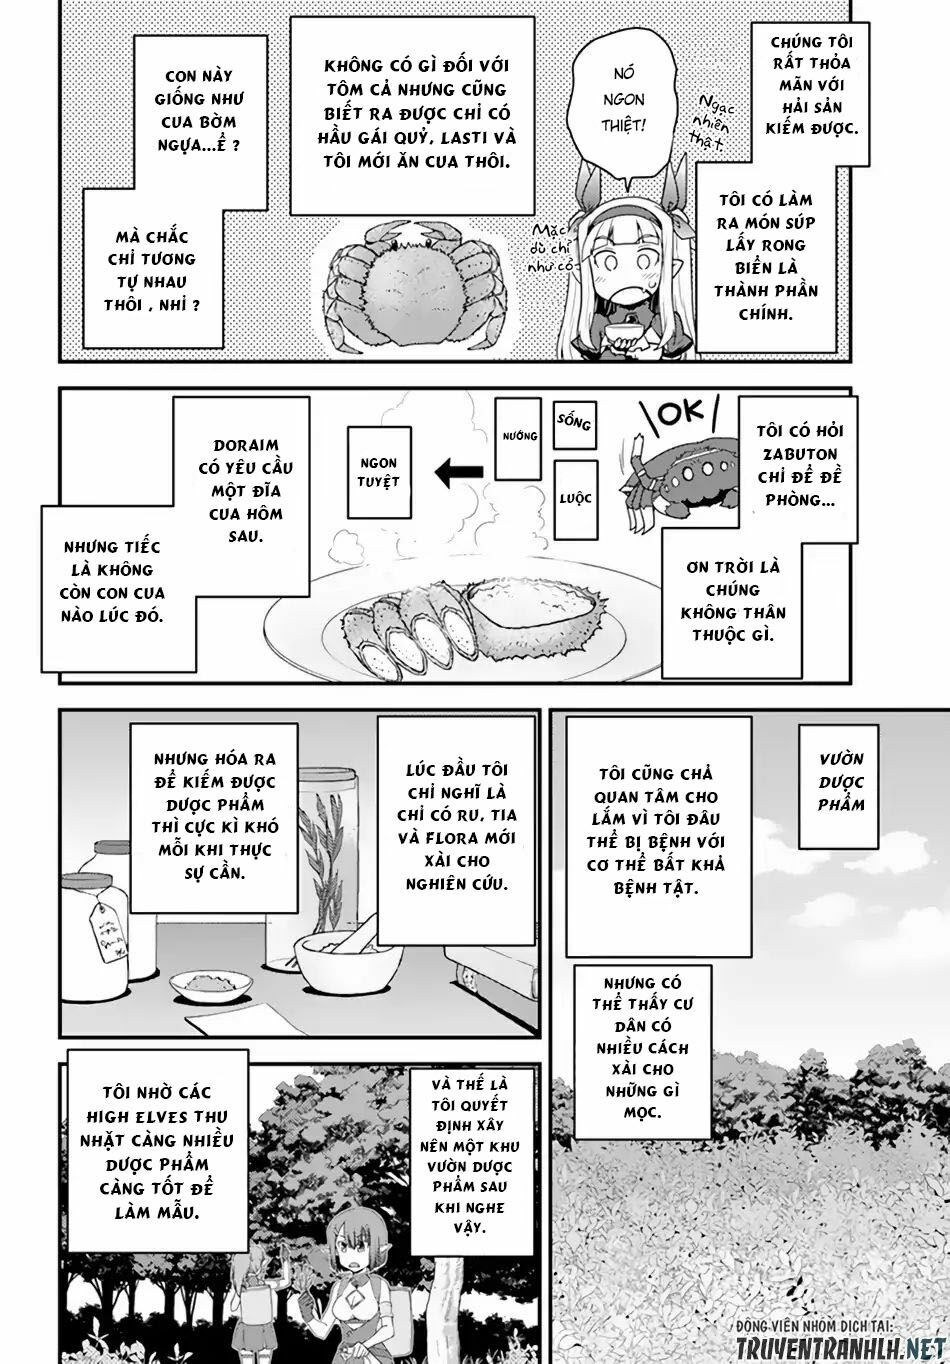 CHÚNG TÔI
RẤT THỎA
MÃN VỚI
HẢI SẢN
KIẾM ĐƯỢC.
TÔI CÓ LÀM
RA MÓN SÚP
LẤY RONG
BIỂN LÀ
THÀNH PHẦN
CHÍNH.
NÓ
NGON
THIỆT!
Ngạc
nhiên
thật.
Mặc
dù chỉ
như cỏ
KHÔNG CÓ GÌ ĐỐI VỚI
TÔM CẢ NHƯNG CŨNG
BIẾT RA ĐƯỢC CHỈ CÓ
HẦU GÁI QUỶ, LASTI VÀ
TÔI MỚI ĂN CUA THÔI.
CON NÀY
GIỐNG NHƯ
CUA BỜM
NGỰA...Ể ?
MÀ CHẮC
CHỈ TƯƠNG
TỰ NHAU
THÔI , NHỈ ?
TÔI CÓ HỎI
ZABUTON
CHỈ ĐỂ ĐỀ
PHÒNG...
OK
ƠN TRỜI LÀ
CHÚNG
KHÔNG THÂN
THUỘC GÌ.
SỐNG
LUỘC
NƯỚNG
NGON
TUYỆT
DORAIM
CÓ YÊU CẦU
MỘT ĐĨA
CUA HÔM
SAU.
NHƯNG TIẾC
LÀ KHÔNG
CÒN CON CUA
NÀO LÚC ĐÓ.
VƯỜN
DƯỢC
PHẨM
TÔI CŨNG CHẢ
QUAN TÂM CHO
LẮM VÌ TÔI ĐÂU
THỂ BỊ BỆNH VỚI
CƠ THỂ BẤT KHẢ
BỆNH TẬT.
NHƯNG CÓ
THỂ THẤY CƯ
DÂN CÓ
NHIỀU CÁCH
XÀI CHO
NHỮNG GÌ
MỌC.
LÚC ĐẦU TÔI
CHỈ NGHĨ LÀ
CHỈ CÓ RU, TIA
VÀ FLORA MỚI
XÀI CHO
NGHIÊN CỨU.
NHƯNG HÓA RA
ĐỂ KIẾM ĐƯỢC
DƯỢC PHẨM
THÌ CỰC KÌ KHÓ
MỖI KHI THỰC
SỰ CẦN.
VÀ THẾ LÀ
TÔI QUYẾT
ĐỊNH XÂY
NÊN MỘT KHU
VƯỜN DƯỢC
PHẨM SAU
KHI NGHE
VẬY.
TÔI NHỜ CÁC
HIGH ELVES THU
NHẶT CÀNG NHIỀU
DƯỢC PHẨM
CÀNG TỐT ĐỂ
LÀM MẪU.
ĐỘNG VIÊN NHÓM DỊCH TẠI:
TRUYENTRANHLH.NET